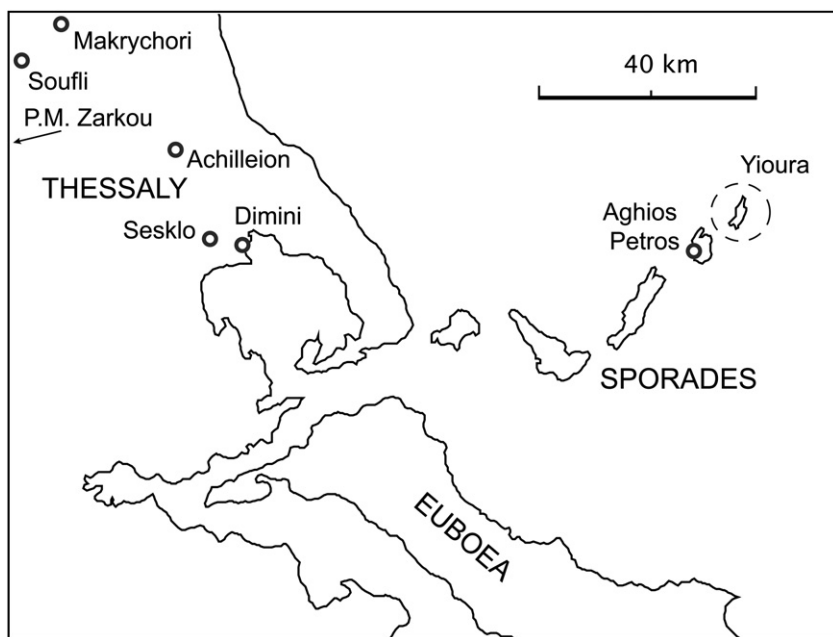 Makrychori
Soufli
P.M. Zarkou
Achilleion
THESSALY
Sesklo
Dimini
40 km
Yioura
Aghios
Petros
SPORADES
EUBOEA